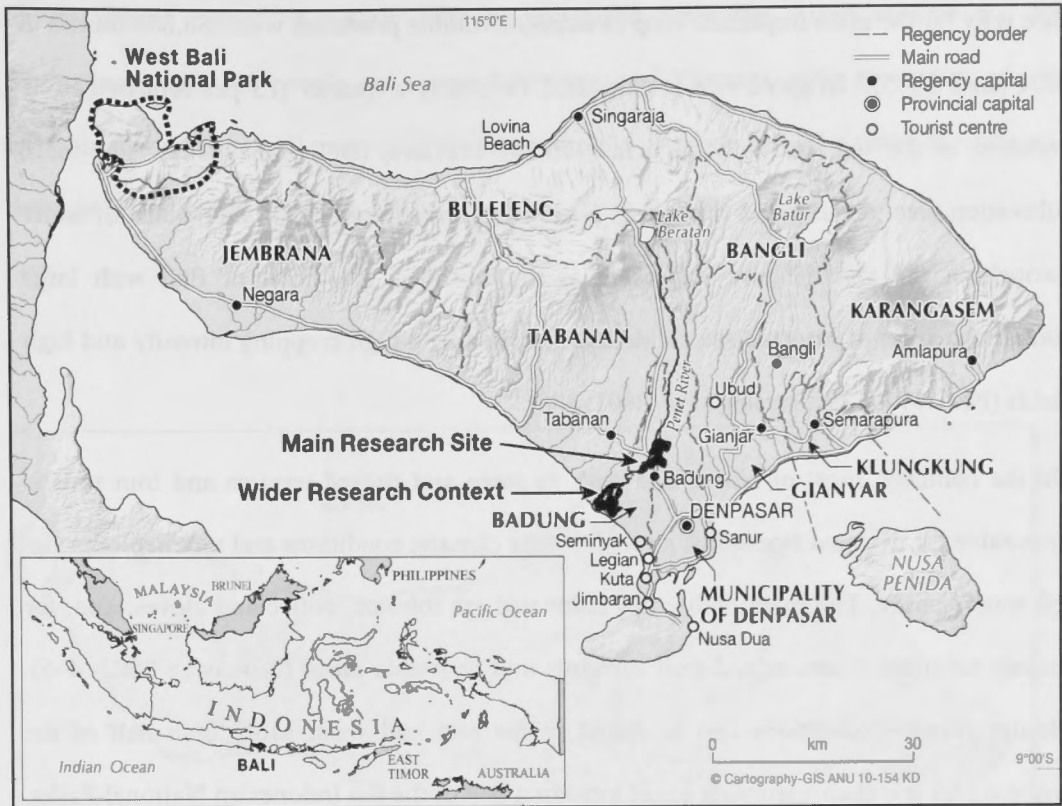 115°0'E
West Bali
National Park
Bali Sea
Regency border
Main road
Regency capital
Provincial capital
Tourist centre
Singaraja
Lovina
Beach
BULELENG
Lake
Beratan
Lake
Batur
BANGLI
JEMBRANA
Negara
TABANAN
KARANGASEM
Amlapura
Bangli
Penet River
Ubud
Tabanan
Gianjar
Semarapura
Main Research Site
KLUNGKUNG
Badung
GIANYAR
Wider Research Context
BADUNG
DENPASAR
Seminyak
Sanur
Legian
Kuta
Jimbaran
MUNICIPALITY
OF DENPASAR
Nusa Dua
NUSA
PENIDA
PHILIPPINES
MALAYSIA
BRUNEI
SINGAPORE
Pacific Ocean
INDONESIA
BALI
EAST
TIMOR
Indian Ocean
AUSTRALIA
0
30
km
9°00'S
© Cartography-GIS ANU 10-154 KD